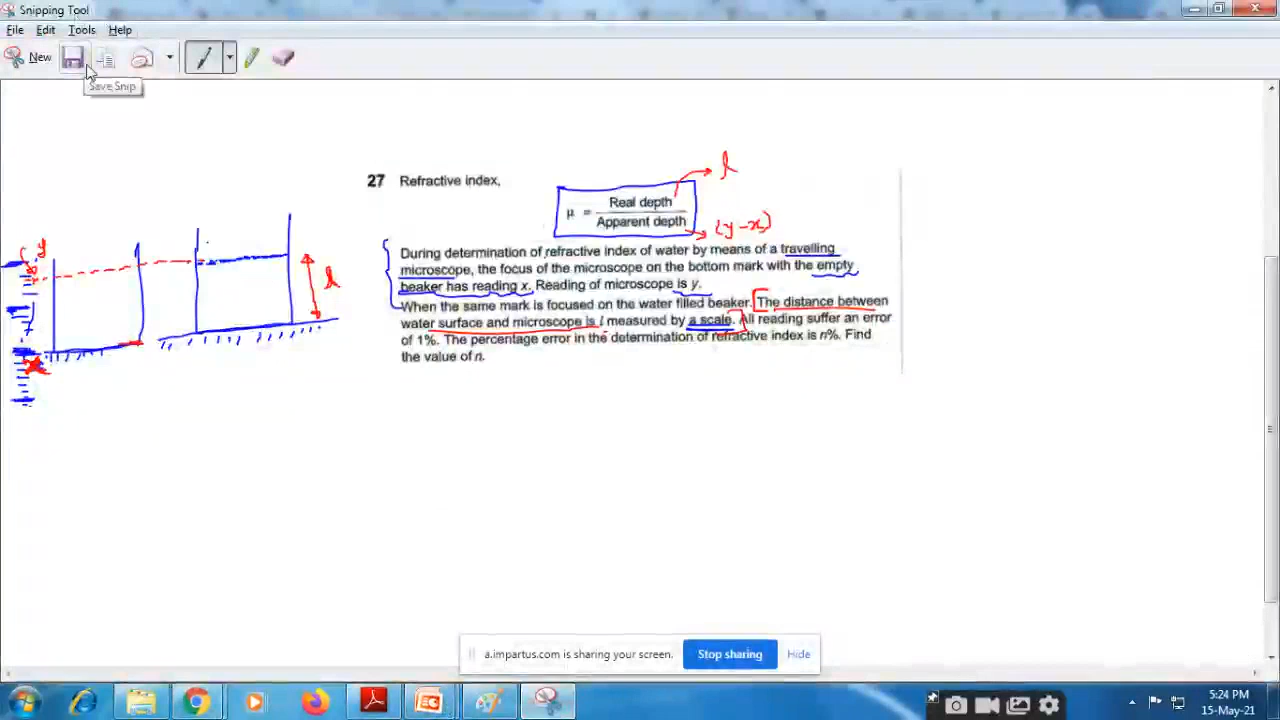 Snipping Tool
File Edit Tools Help
New
Save Snip
27 Refractive index,
l
μ = Real depth
Apparent depth
(y-x)
y
During determination of refractive index of water by means of a travelling
microscope, the focus of the microscope on the bottom mark with the empty
beaker has reading x. Reading of microscope is y.
When the same mark is focused on the water filled beaker. The distance between
water surface and microscope is l measured by a scale. All reading suffer an error
of 1%. The percentage error in the determination of refractive index is n%. Find
the value of n.
l
x
a.impartus.com is sharing your screen. Stop sharing Hide
5:24 PM
15-May-21